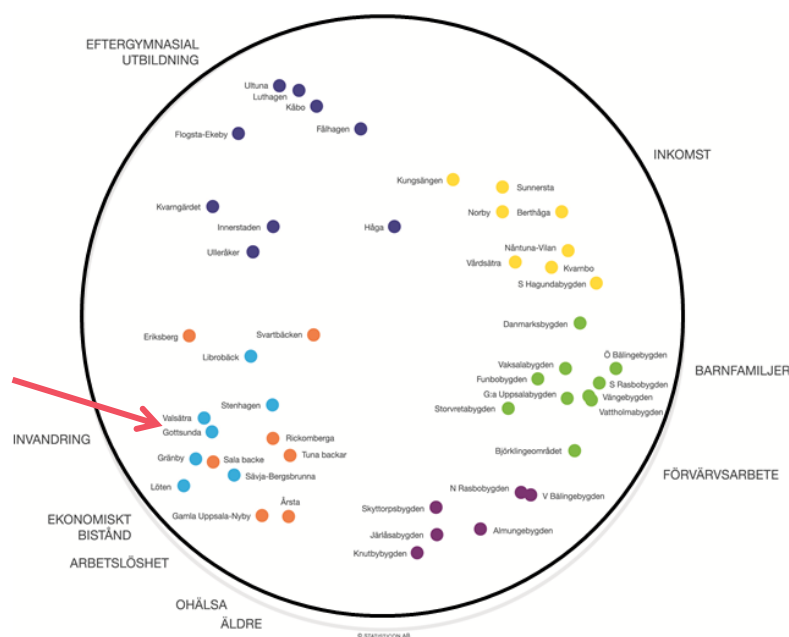 EFTERGYMNASIAL
UTBILDNING
Ultuna
Luthagen
Kåbo
Flogsta-Ekeby
Fålhagen
INKOMST
Kungsängen
Sunnersta
Kvarngärdet
Norby
Berthåga
Innerstaden
Håga
Ulleråker
Nåntuna-Vilan
Vårdsätra
Kvarnbo
S Hagundabygden
Danmarksbygden
Eriksberg
Svartbäcken
Librobäck
Ö Bälingebygden
Vaksalabygden
BARNFAMILJER
Funbobygden
S Rasbobygden
G:a Uppsalabygden
Vängebygden
Stenhagen
Storvretabygden
Vattholmabygden
Valsätra
Gottsunda
INVANDRING
Rickomberga
Björklingeområdet
Tuna backar
Gränby
Sala backe
FÖRVÄRVSARBETE
Sävja-Bergsbrunna
Löten
N Rasbobygden
V Bälingebygden
Årsta
Skyttorpsbygden
Gamla Uppsala-Nyby
EKONOMISKT
BISTÅND
Almungebygden
Järlåsabygden
Knutbybygden
ARBETSLÖSHET
OHÄLSA
ÄLDRE
© STATISTICON AB